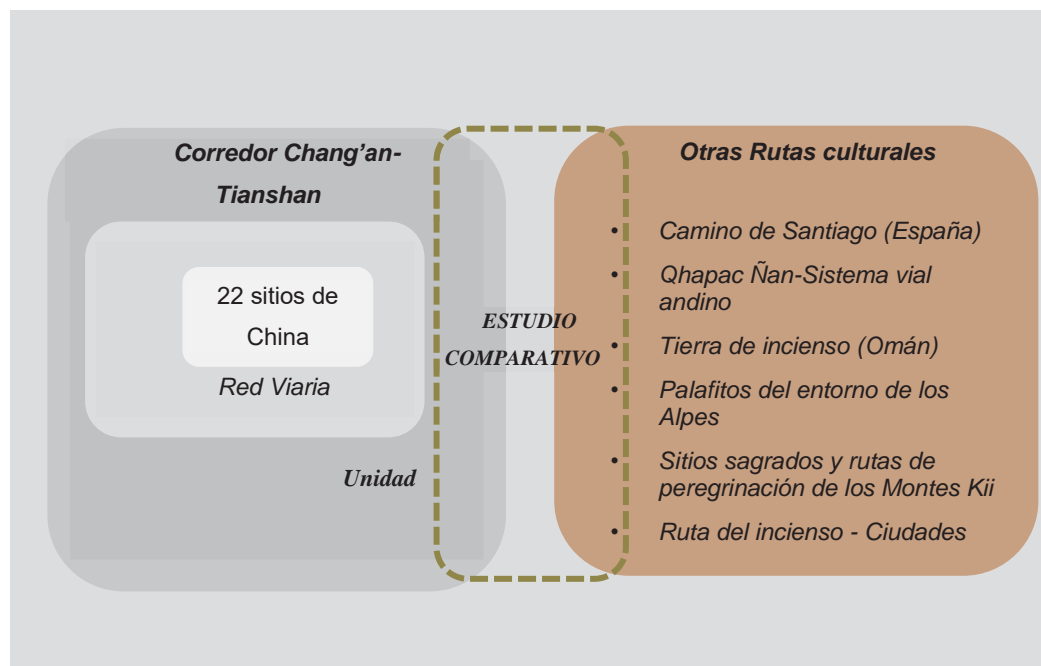 Corredor Chang’an-
Tianshan
22 sitios de
China
Red Viaria
Unidad
ESTUDIO
COMPARATIVO
Otras Rutas culturales
• Camino de Santiago (España)
• Qhapac Ñan-Sistema vial
andino
• Tierra de incienso (Omán)
• Palafitos del entorno de los
Alpes
• Sitios sagrados y rutas de
peregrinación de los Montes Kii
• Ruta del incienso - Ciudades